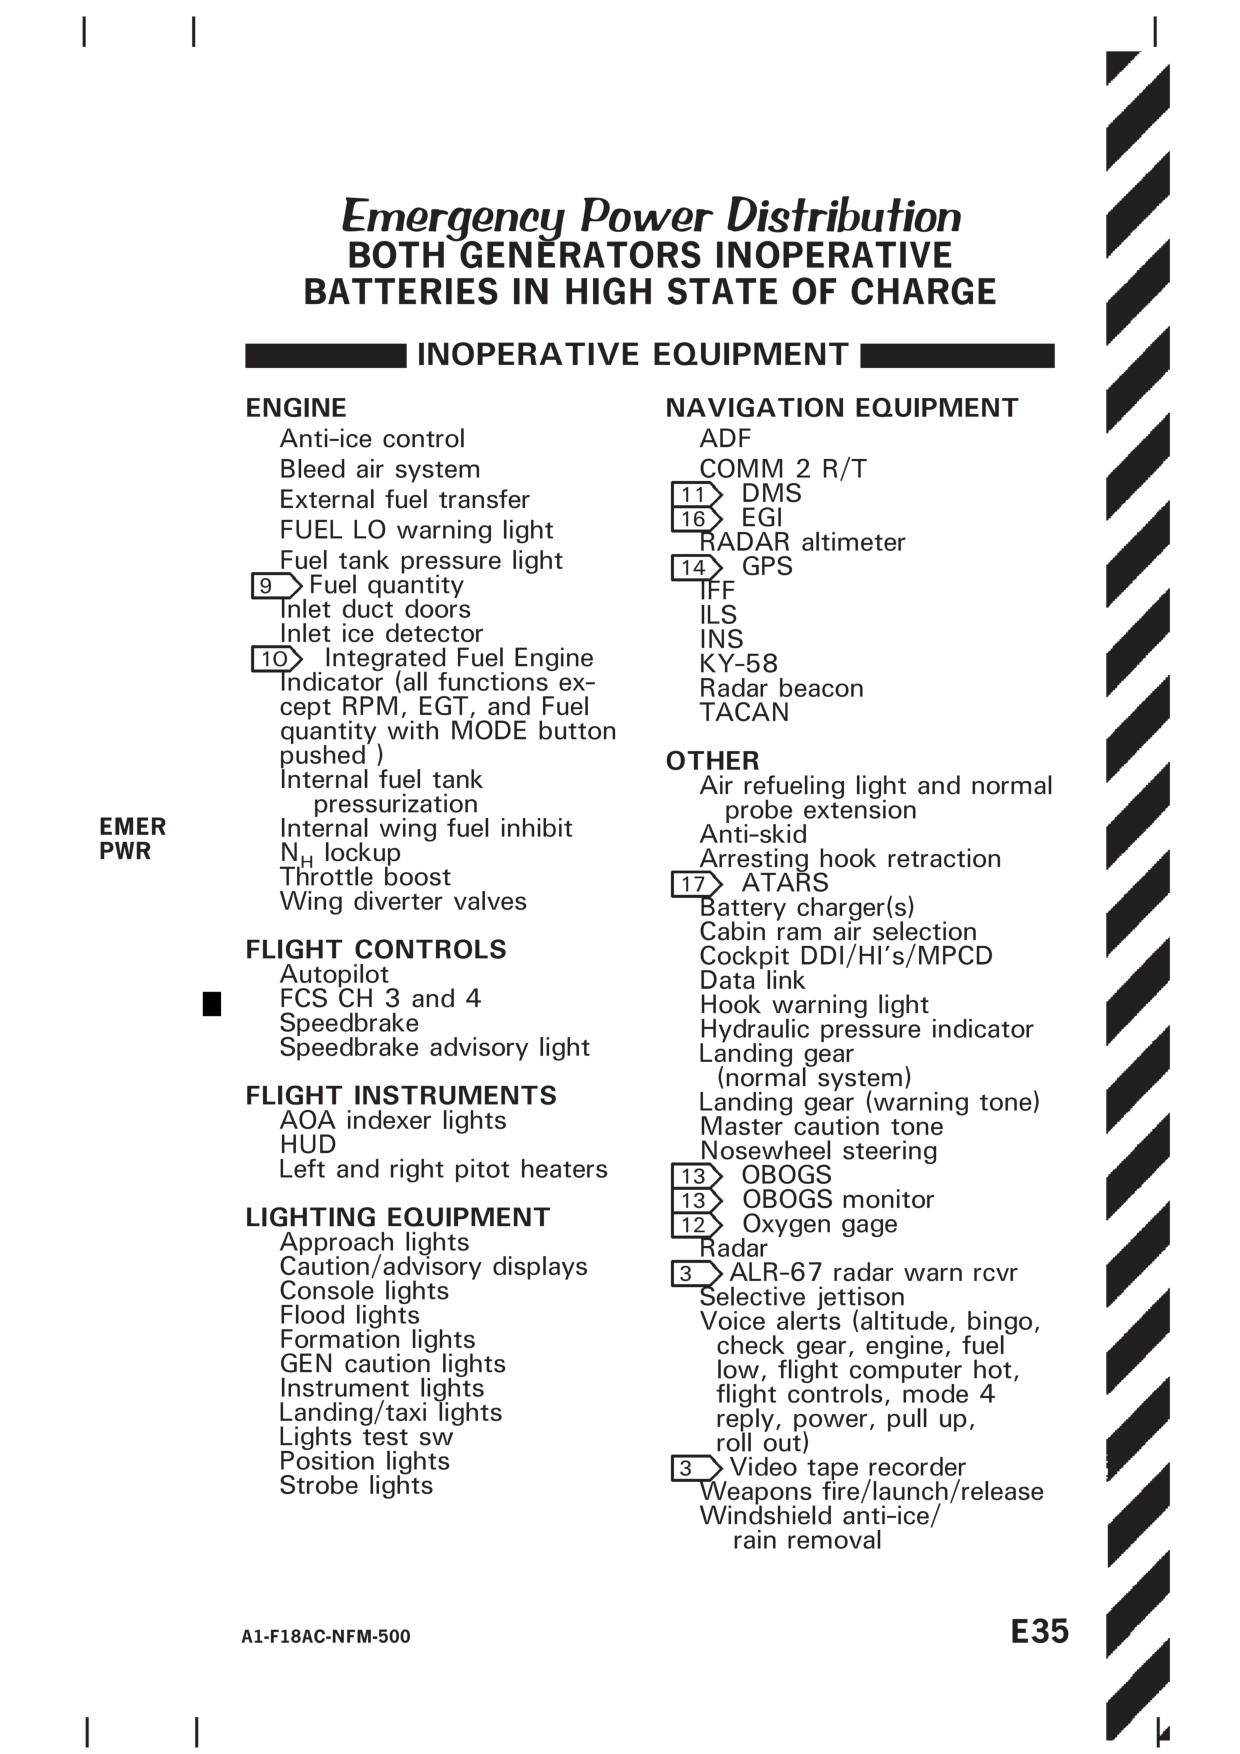 Emergency Power Distribution
BOTH GENERATORS INOPERATIVE
BATTERIES IN HIGH STATE OF CHARGE
INOPERATIVE EQUIPMENT
ENGINE
Anti-ice control
Bleed air system
External fuel transfer
FUEL LO warning light
Fuel tank pressure light
9 Fuel quantity
Inlet duct doors
Inlet ice detector
10 Integrated Fuel Engine
Indicator (all functions ex-
cept RPM, EGT, and Fuel
quantity with MODE button
pushed )
Internal fuel tank
pressurization
Internal wing fuel inhibit
NH lockup
Throttle boost
Wing diverter valves
EMER
PWR
FLIGHT CONTROLS
Autopilot
FCS CH 3 and 4
Speedbrake
Speedbrake advisory light
FLIGHT INSTRUMENTS
AOA indexer lights
HUD
Left and right pitot heaters
LIGHTING EQUIPMENT
Approach lights
Caution/advisory displays
Console lights
Flood lights
Formation lights
GEN caution lights
Instrument lights
Landing/taxi lights
Lights test sw
Position lights
Strobe lights
NAVIGATION EQUIPMENT
ADF
COMM 2 R/T
11 DMS
16 EGI
RADAR altimeter
14 GPS
IFF
ILS
INS
KY-58
Radar beacon
TACAN
OTHER
Air refueling light and normal
probe extension
Anti-skid
Arresting hook retraction
17 ATARS
Battery charger(s)
Cabin ram air selection
Cockpit DDI/HI's/MPCD
Data link
Hook warning light
Hydraulic pressure indicator
Landing gear
(normal system)
Landing gear (warning tone)
Master caution tone
Nosewheel steering
13 OBOGS
13 OBOGS monitor
12 Oxygen gage
Radar
3 ALR-67 radar warn rcvr
Selective jettison
Voice alerts (altitude, bingo,
check gear, engine, fuel
low, flight computer hot,
flight controls, mode 4
reply, power, pull up,
roll out)
3 Video tape recorder
Weapons fire/launch/release
Windshield anti-ice/
rain removal
A1-F18AC-NFM-500
E35